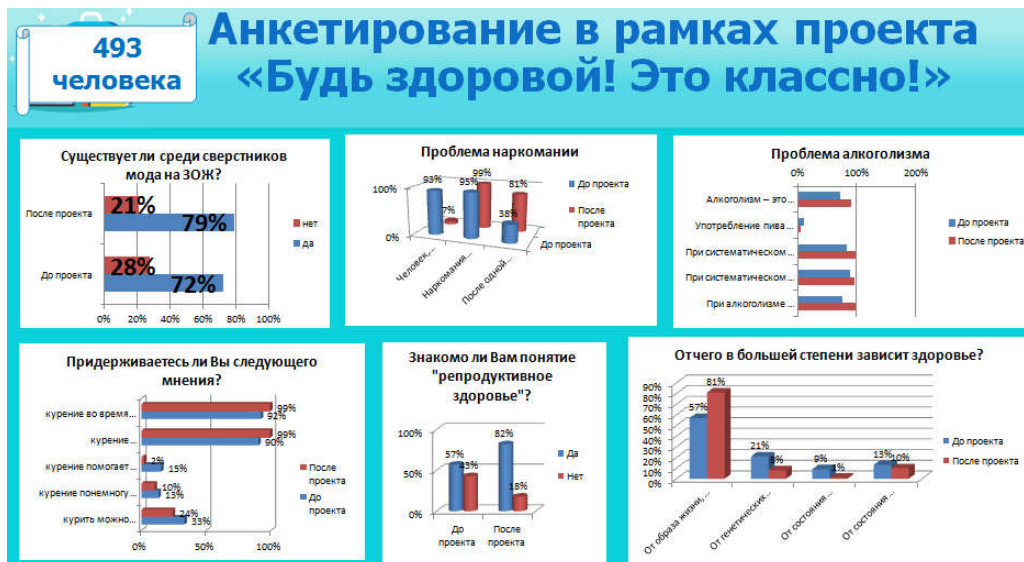 493
человека
Анкетирование в рамках проекта
«Будь здоровой! Это классно!»
Существует ли среди сверстников
мода на ЗОЖ?
После проекта
21%
79%
До проекта
28%
72%
0% 20% 40% 60% 80% 100%
нет
да
Проблема наркомании
100%
0%
93%
7%
95%
99%
38%
81%
Человек,...
Наркомания...
После одной...
До проекта
До проекта
После
проекта
Проблема алкоголизма
0% 100% 200%
Алкоголизм – это...
Употребление пива...
При систематическом...
При систематическом...
При алкоголизме...
До проекта
После проекта
Придерживаетесь ли Вы следующего
мнения?
курение во время...
99%
92%
курение...
99%
90%
курение помогает...
2%
15%
курение понемногу...
10%
13%
курить можно...
24%
33%
0% 50% 100%
После
проекта
До
проекта
Знакомо ли Вам понятие
"репродуктивное
здоровье"?
100%
50%
0%
57%
43%
82%
18%
До
проекта
После
проекта
Да
Нет
От чего в большей степени зависит здоровье?
90%
80%
70%
60%
50%
40%
30%
20%
10%
0%
57%
81%
21%
8%
9%
1%
13%
10%
От образа жизни,...
От генетических...
От состояния...
От состояния...
До проекта
После проекта